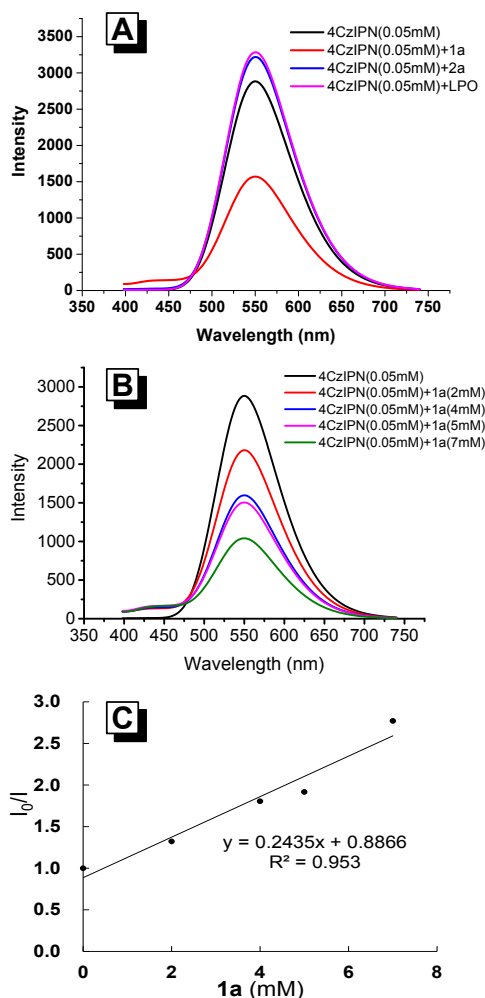 A
4CzIPN(0.05mM)
4CzIPN(0.05mM)+1a
4CzIPN(0.05mM)+2a
4CzIPN(0.05mM)+LPO
Intensity
3500
3000
2500
2000
1500
1000
500
0
350 400 450 500 550 600 650 700 750
Wavelength (nm)
B
4CzIPN(0.05mM)
4CzIPN(0.05mM)+1a(2mM)
4CzIPN(0.05mM)+1a(4mM)
4CzIPN(0.05mM)+1a(5mM)
4CzIPN(0.05mM)+1a(7mM)
Intensity
3000
2500
2000
1500
1000
500
0
350 400 450 500 550 600 650 700 750
Wavelength (nm)
C
I₀/I
3.0
2.5
2.0
1.5
1.0
0.5
0.0
y = 0.2435x + 0.8866
R² = 0.953
0 2 4 6 8
1a (mM)